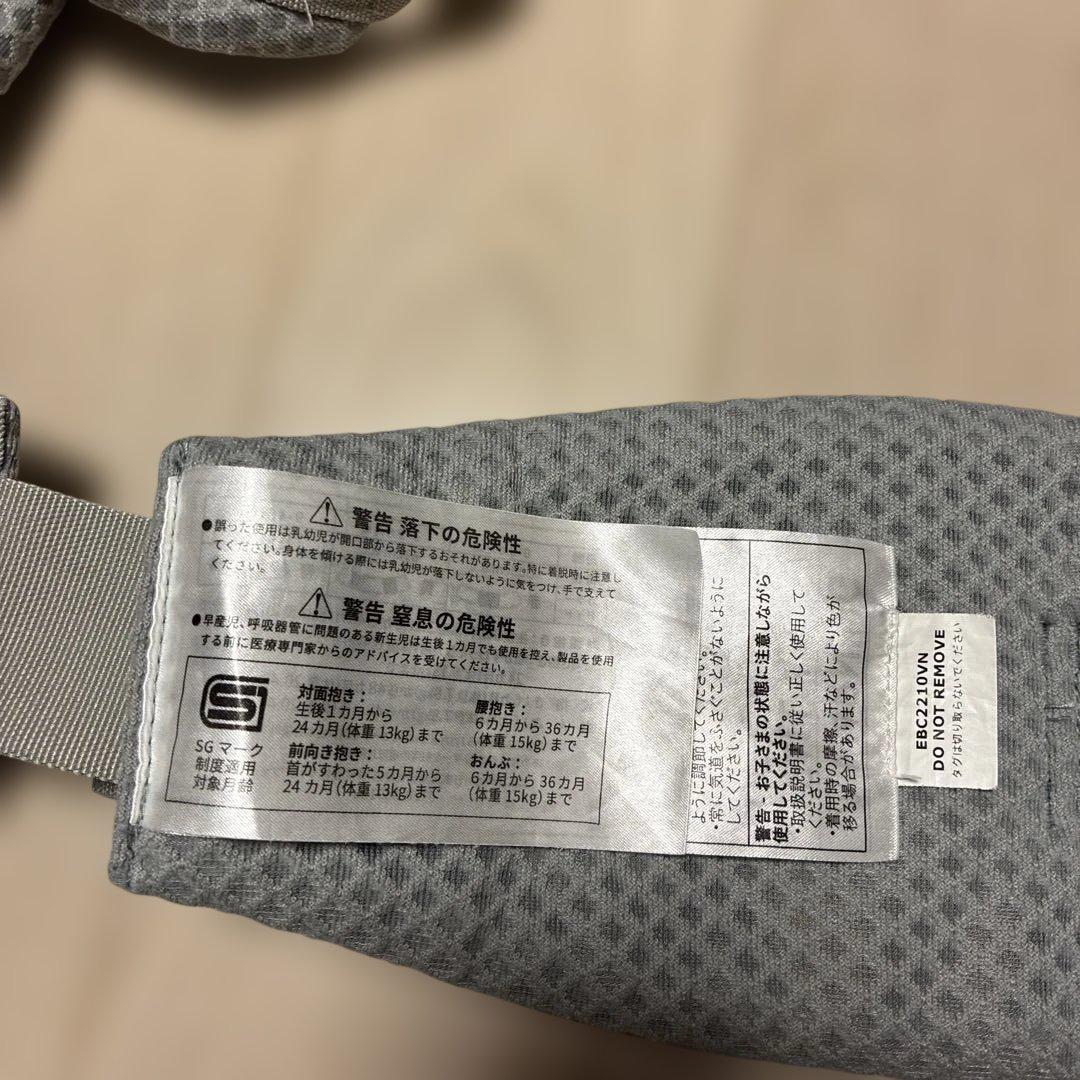 警告 落下の危険性
●誤った使用は乳幼児が開口部から落下するおそれがあります。特に着脱時に注意し
てください。身体を傾ける際には乳幼児が落下しないように気をつけ、手で支えて
ください。
警告 窒息の危険性
●早産児、呼吸器管に問題のある新生児は生後1カ月でも使用を控え、製品を使用
する前に医療専門家からのアドバイスを受けてください。
SGマーク
制度適用
対象月齢
対面抱き：
生後1カ月から
24カ月(体重13kg)まで
前向き抱き：
首がすわった5カ月から
24カ月(体重13kg)まで
腰抱き：
6カ月から36カ月
(体重15kg)まで
おんぶ：
6カ月から36カ月
(体重15kg)まで
ように調節してください。
・常に気道をふさぐことがないように
してください。
警告 - お子さまの状態に注意しながら
使用してください。
・取扱説明書に従い正しく使用して
ください。
・着用時の摩擦、汗などにより色が
移る場合があります。
EBC2210VN
DO NOT REMOVE
タグは切り取らないでください